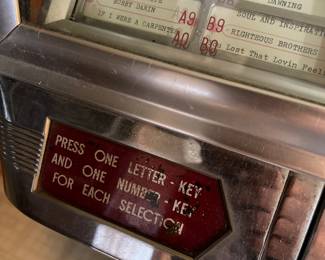 BOBBY DARIN
IF I WERE A CARPENTER
A9
A0
DAWNING
SOUL AND INSPIRATI
B9
RIGHTEOUS BROTHERS
B0
Lost That Lovin Feel
PRESS ONE LETTER - KEY
AND ONE NUMBER - KEY
FOR EACH SELECTION